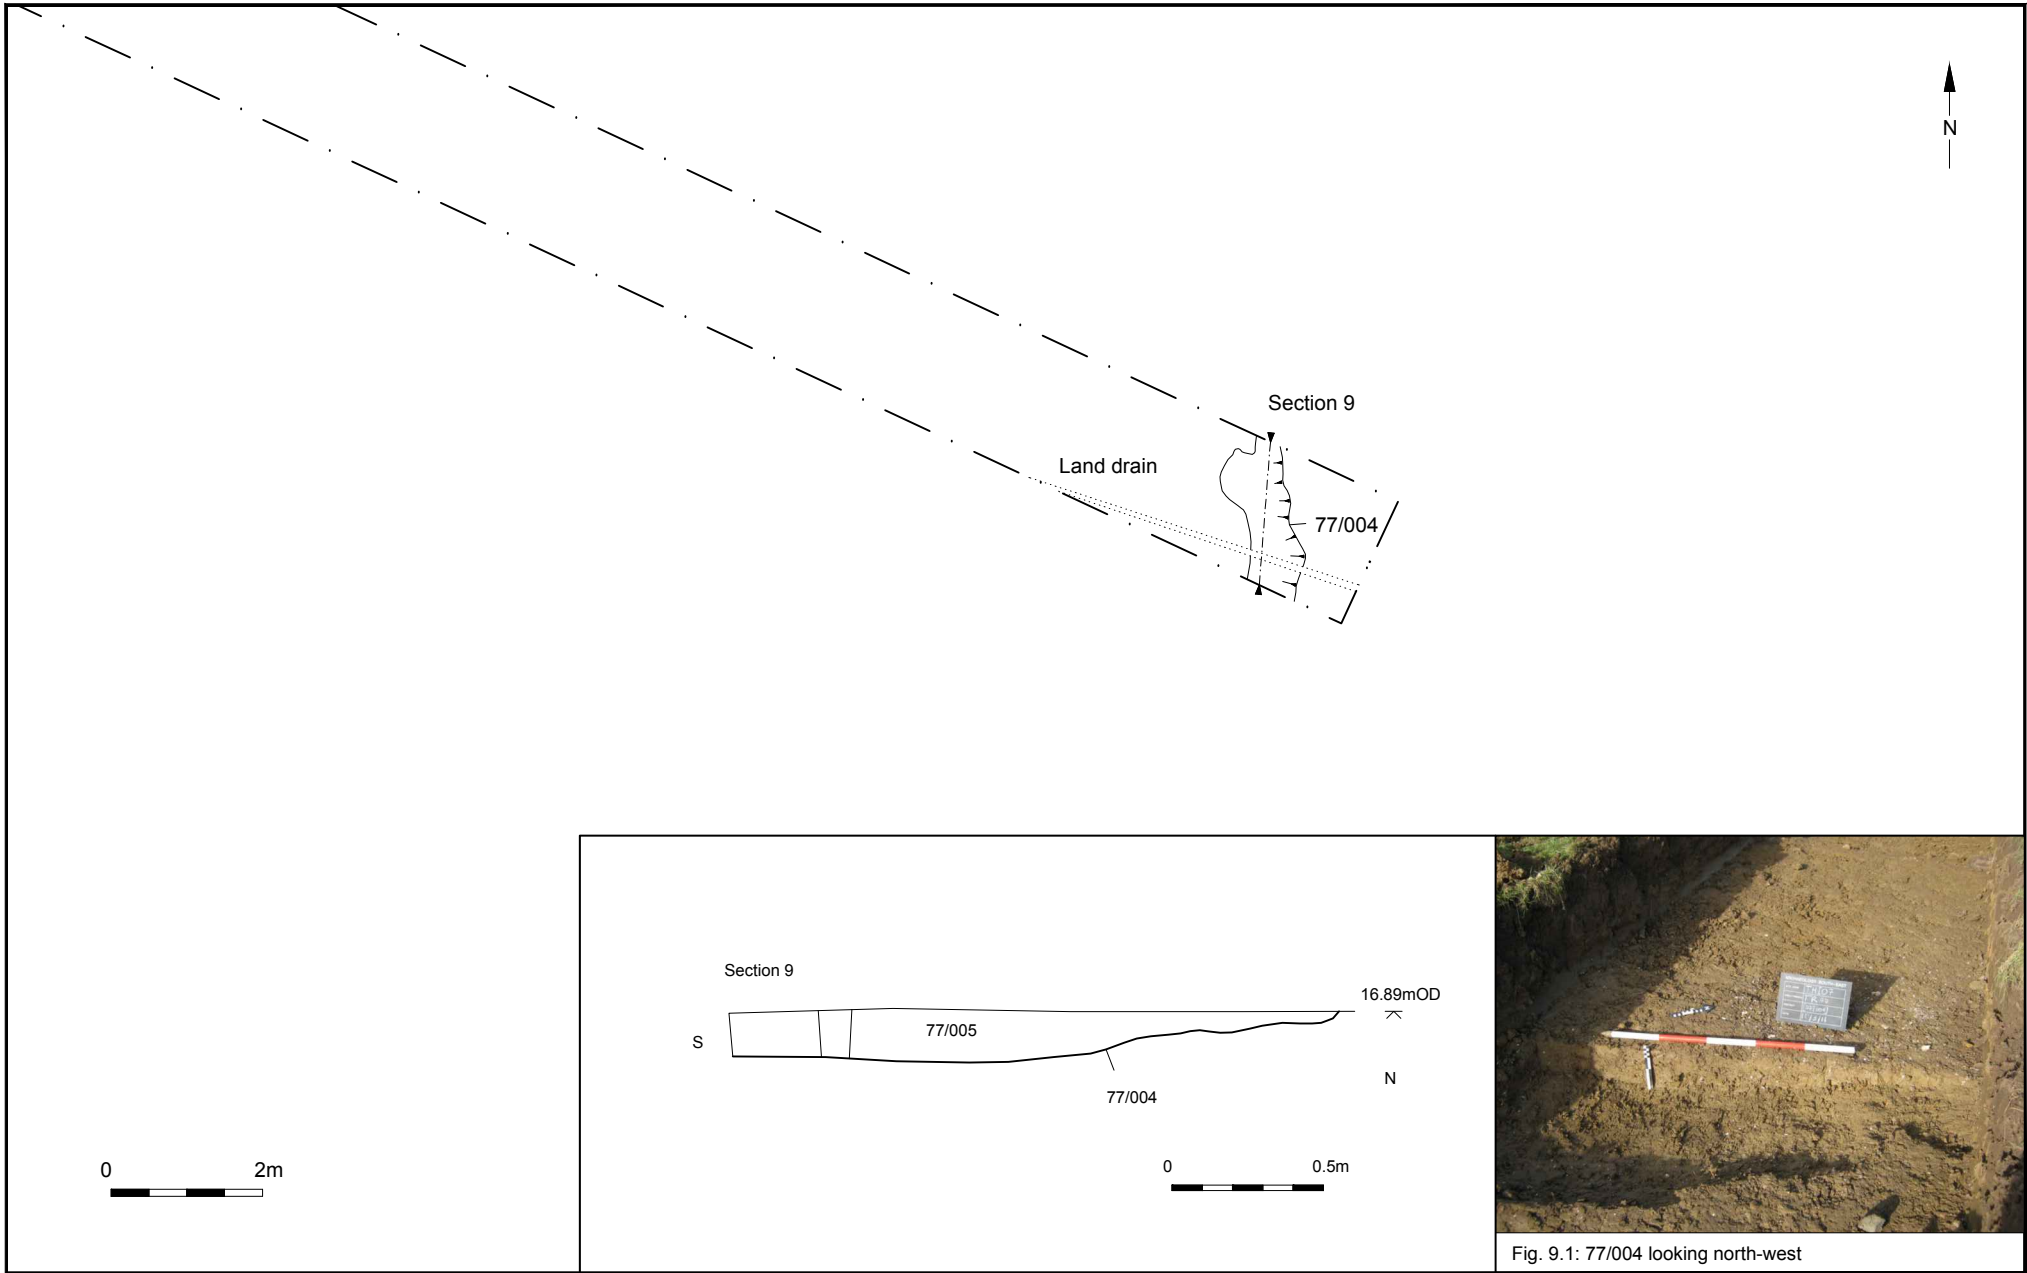 N
Section 9
Land drain
77/004
Section 9
16.89mOD
77/005
S
N
77/004
0 2m
0 0.5m
Fig. 9.1: 77/004 looking north-west